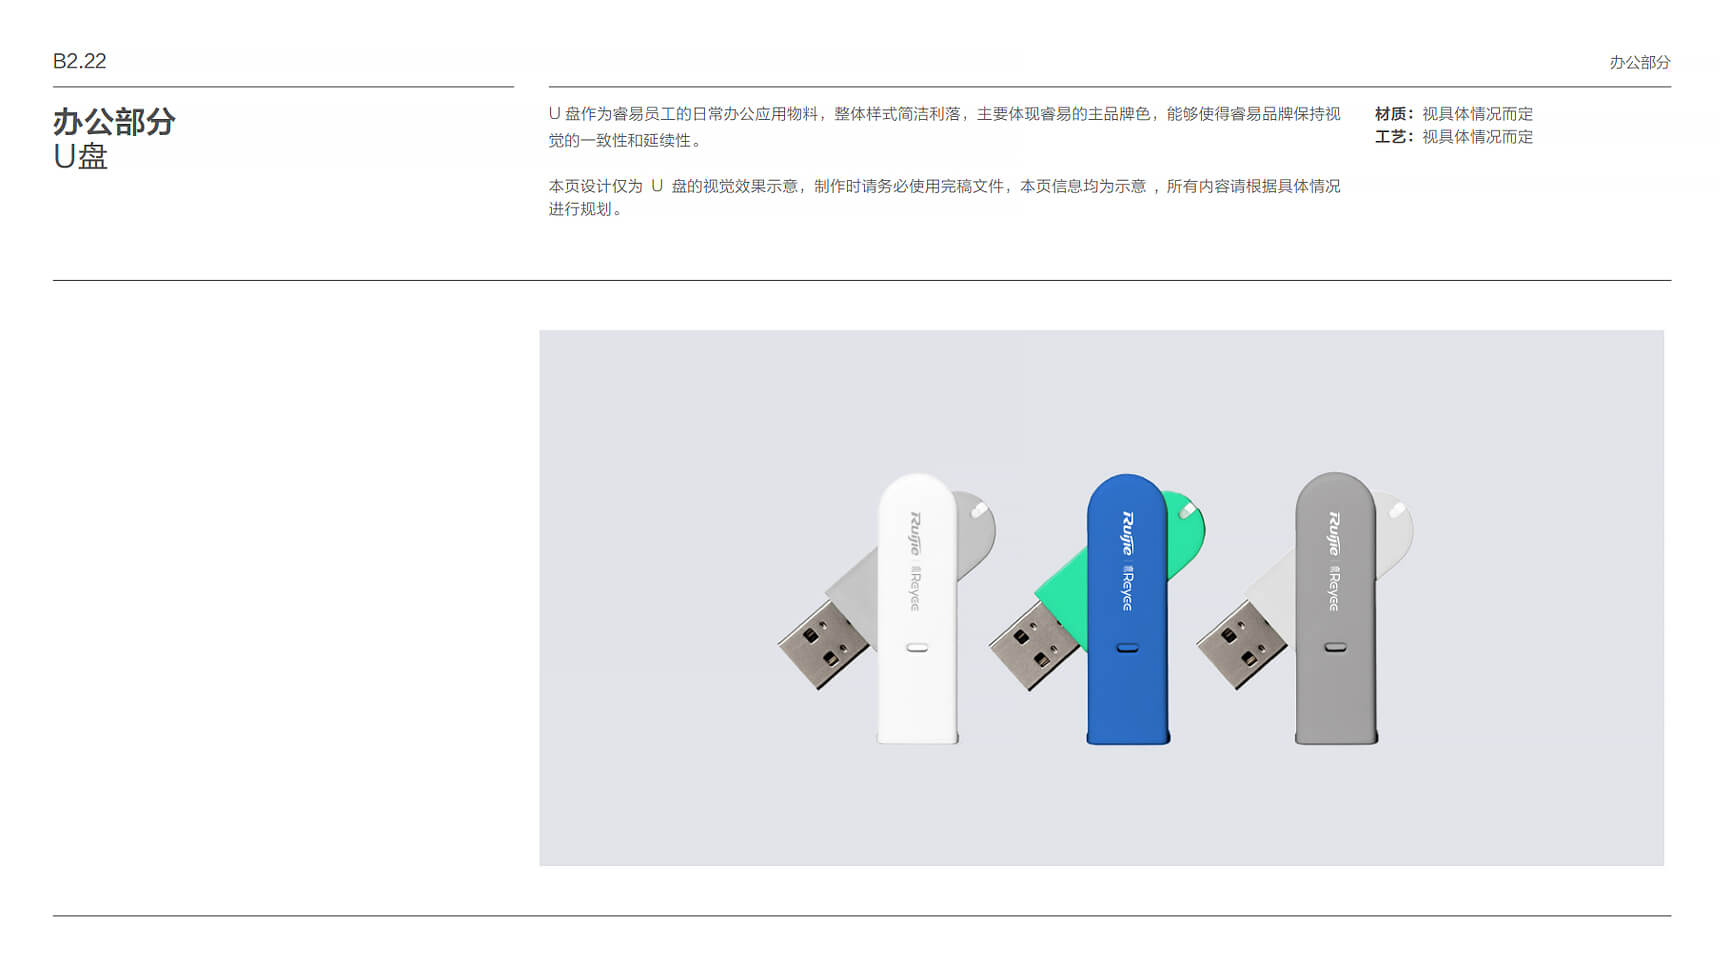 B2.22
办公部分
办公部分
U盘
U 盘作为睿易员工的日常办公应用物料，整体样式简洁利落，主要体现睿易的主品牌色，能够使得睿易品牌保持视
觉的一致性和延续性。
本页设计仅为 U 盘的视觉效果示意，制作时请务必使用完稿文件，本页信息均为示意 ，所有内容请根据具体情况
进行规划。
材质：视具体情况而定
工艺：视具体情况而定
Ruijie | Reyee
Ruijie | Reyee
Ruijie | Reyee